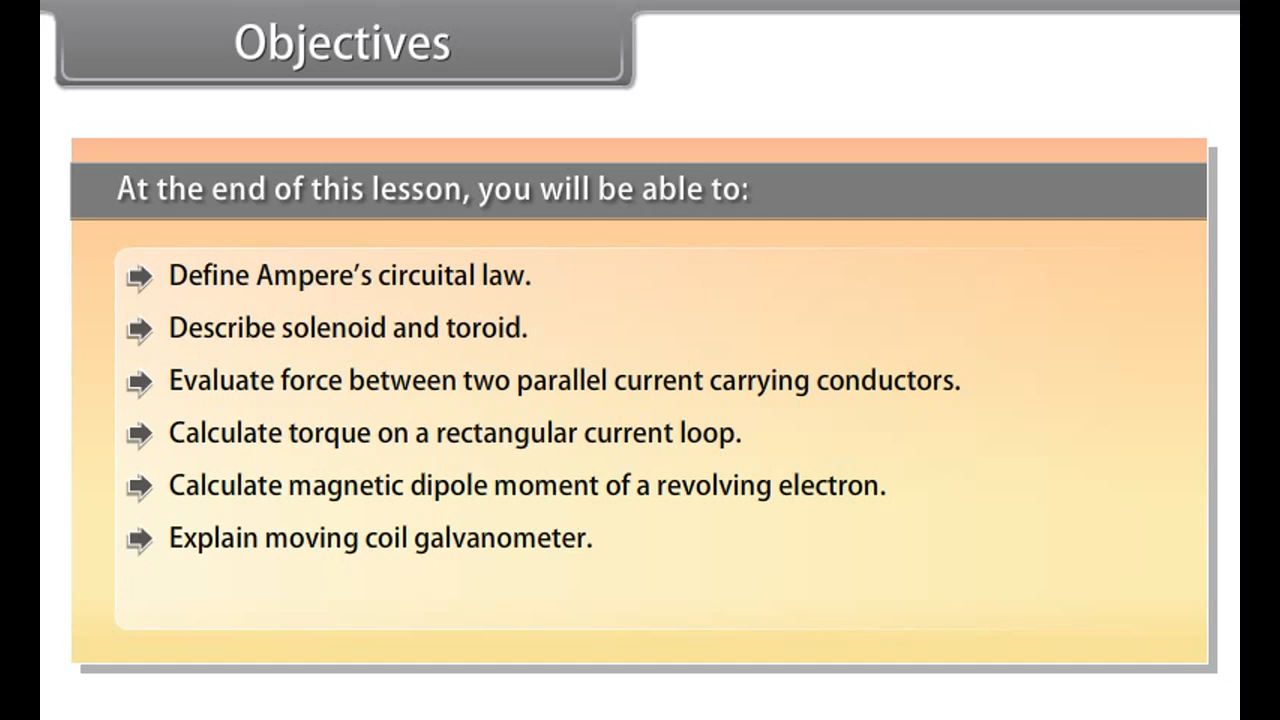 Objectives
At the end of this lesson, you will be able to:
Define Ampere’s circuital law.
Describe solenoid and toroid.
Evaluate force between two parallel current carrying conductors.
Calculate torque on a rectangular current loop.
Calculate magnetic dipole moment of a revolving electron.
Explain moving coil galvanometer.